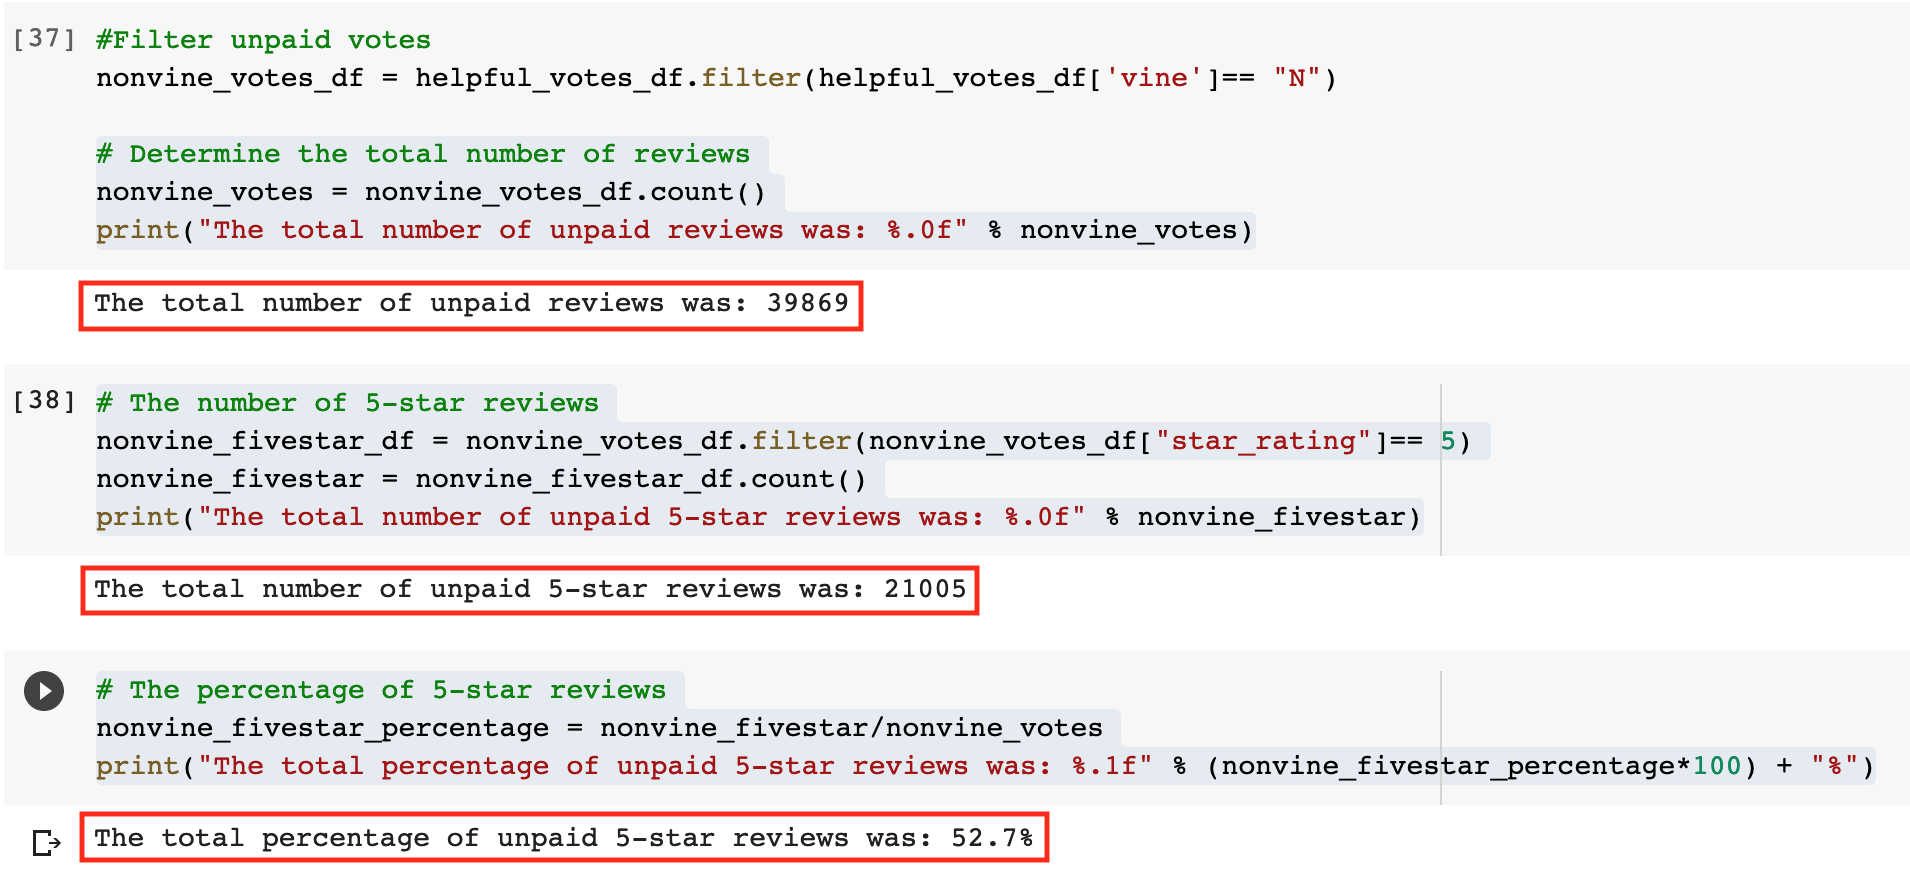 [37] #Filter unpaid votes
nonvine_votes_df = helpful_votes_df.filter(helpful_votes_df['vine']== "N")
# Determine the total number of reviews
nonvine_votes = nonvine_votes_df.count()
print("The total number of unpaid reviews was: %.0f" % nonvine_votes)
The total number of unpaid reviews was: 39869
[38] # The number of 5-star reviews
nonvine_fivestar_df = nonvine_votes_df.filter(nonvine_votes_df["star_rating"]== 5)
nonvine_fivestar = nonvine_fivestar_df.count()
print("The total number of unpaid 5-star reviews was: %.0f" % nonvine_fivestar)
The total number of unpaid 5-star reviews was: 21005
# The percentage of 5-star reviews
nonvine_fivestar_percentage = nonvine_fivestar/nonvine_votes
print("The total percentage of unpaid 5-star reviews was: %.1f" % (nonvine_fivestar_percentage*100) + "%")
The total percentage of unpaid 5-star reviews was: 52.7%